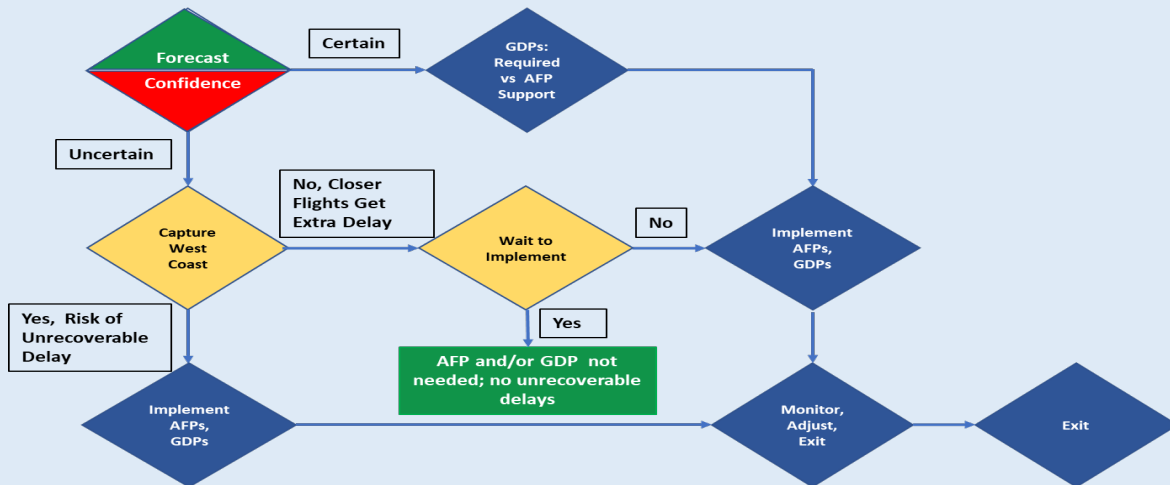 Forecast
Confidence
Certain
GDPs:
Required
vs AFP
Support
Uncertain
Capture
West
Coast
No, Closer
Flights Get
Extra Delay
Wait to
Implement
No
Implement
AFPs,
GDPs
Yes, Risk of
Unrecoverable
Delay
Yes
AFP and/or GDP not
needed; no unrecoverable
delays
Implement
AFPs,
GDPs
Monitor,
Adjust,
Exit
Exit